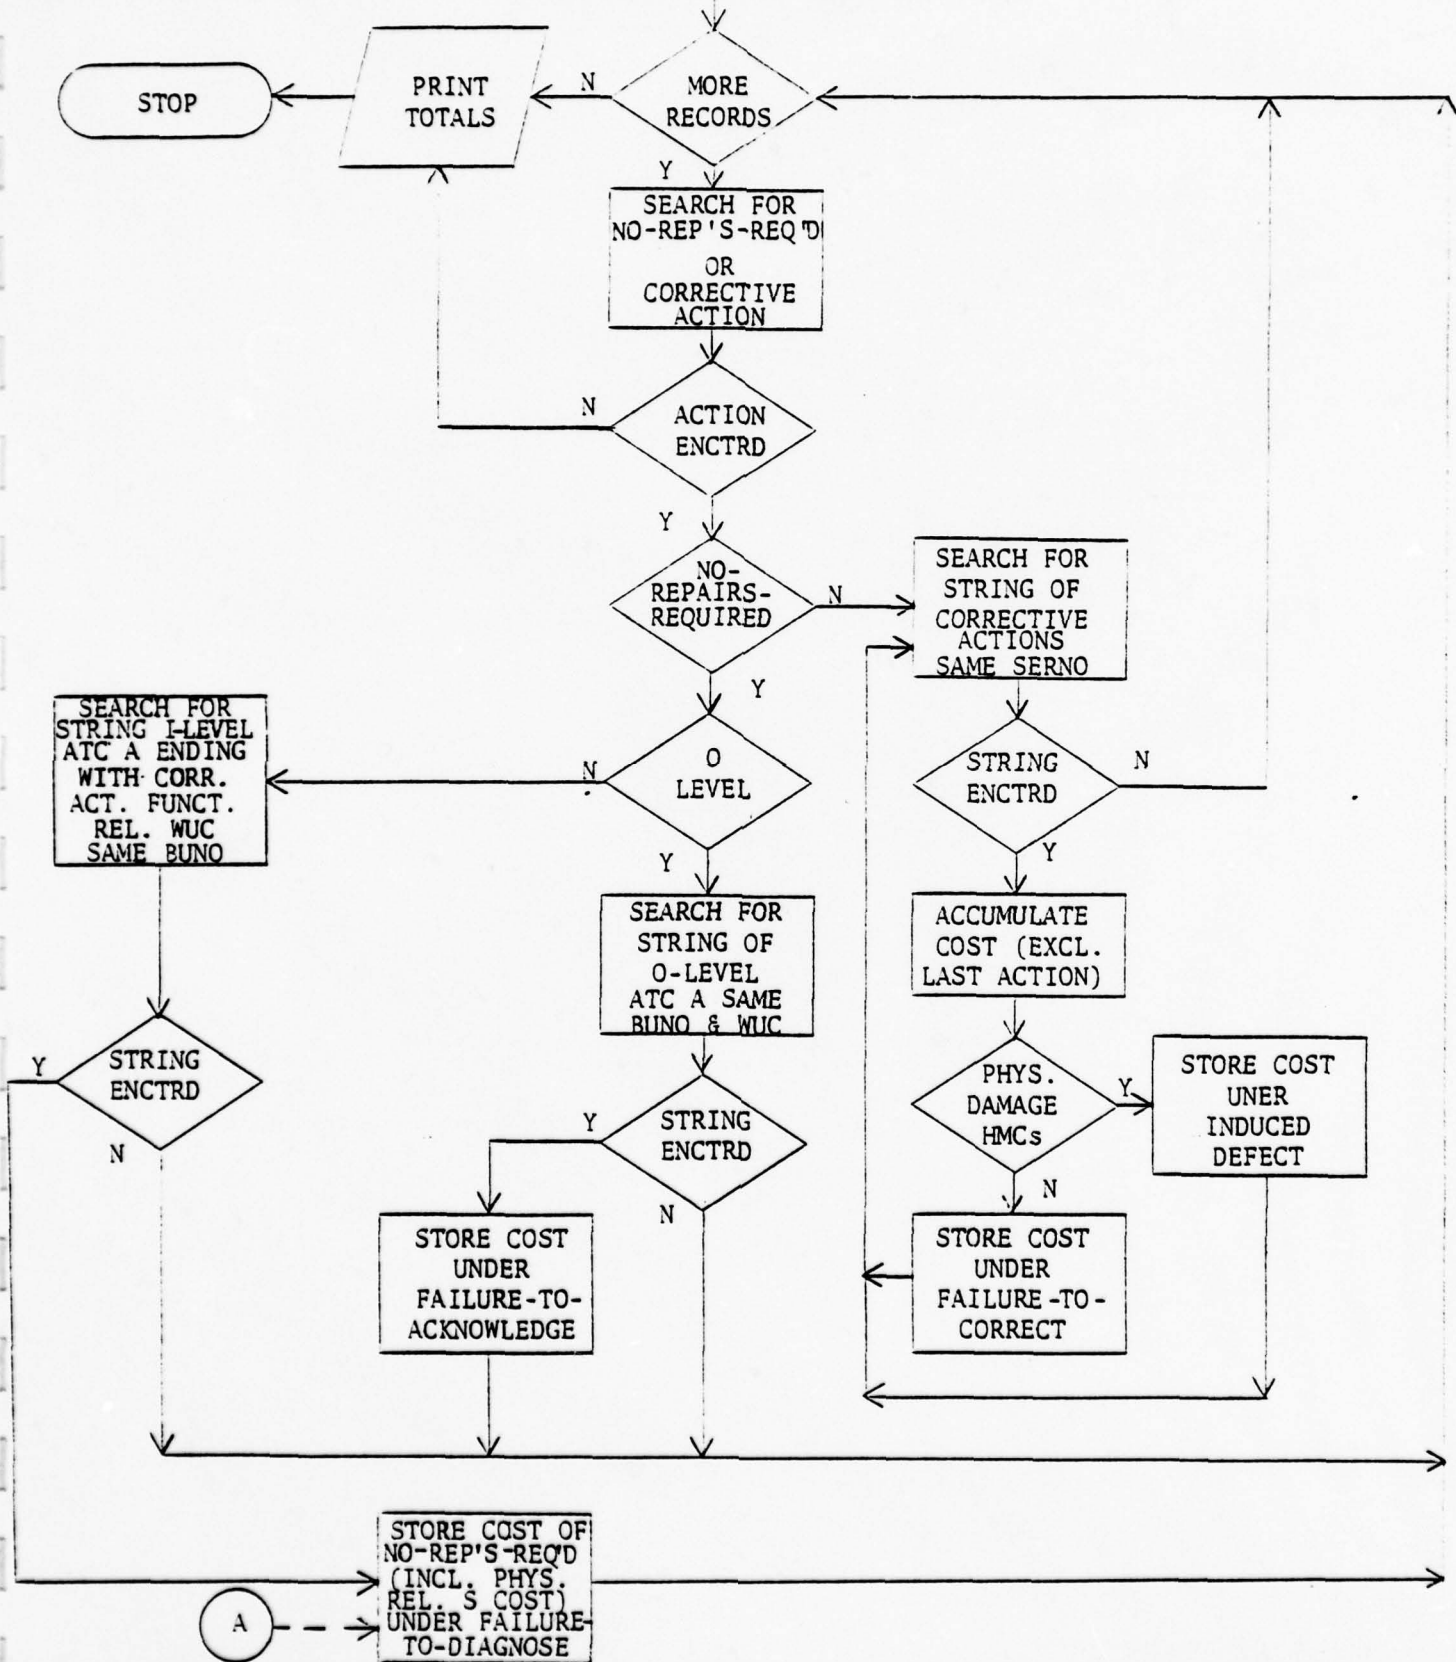 STOP
PRINT
TOTALS
N
MORE
RECORDS
Y
SEARCH FOR
NO-REP'S-REQ'D
OR
CORRECTIVE
ACTION
N
ACTION
ENCTRD
Y
NO-
REPAIRS-
REQUIRED
N
SEARCH FOR
STRING OF
CORRECTIVE
ACTIONS
SAME SERNO
Y
SEARCH FOR
STRING I-LEVEL
ATC A ENDING
WITH CORR.
ACT. FUNCT.
REL. WUC
SAME BUNO
N
O
LEVEL
STRING
ENCTRD
N
Y
Y
SEARCH FOR
STRING OF
O-LEVEL
ATC A SAME
BUNO & WUC
ACCUMULATE
COST (EXCL.
LAST ACTION)
Y
STRING
ENCTRD
N
Y
STRING
ENCTRD
N
PHYS.
DAMAGE
HMCs
Y
N
STORE COST
UNER
INDUCED
DEFECT
STORE COST
UNDER
FAILURE-TO-
ACKNOWLEDGE
STORE COST
UNDER
FAILURE-TO-
CORRECT
STORE COST OF
NO-REP'S-REQ'D
(INCL. PHYS.
REL. S COST)
UNDER FAILURE-
TO-DIAGNOSE
A